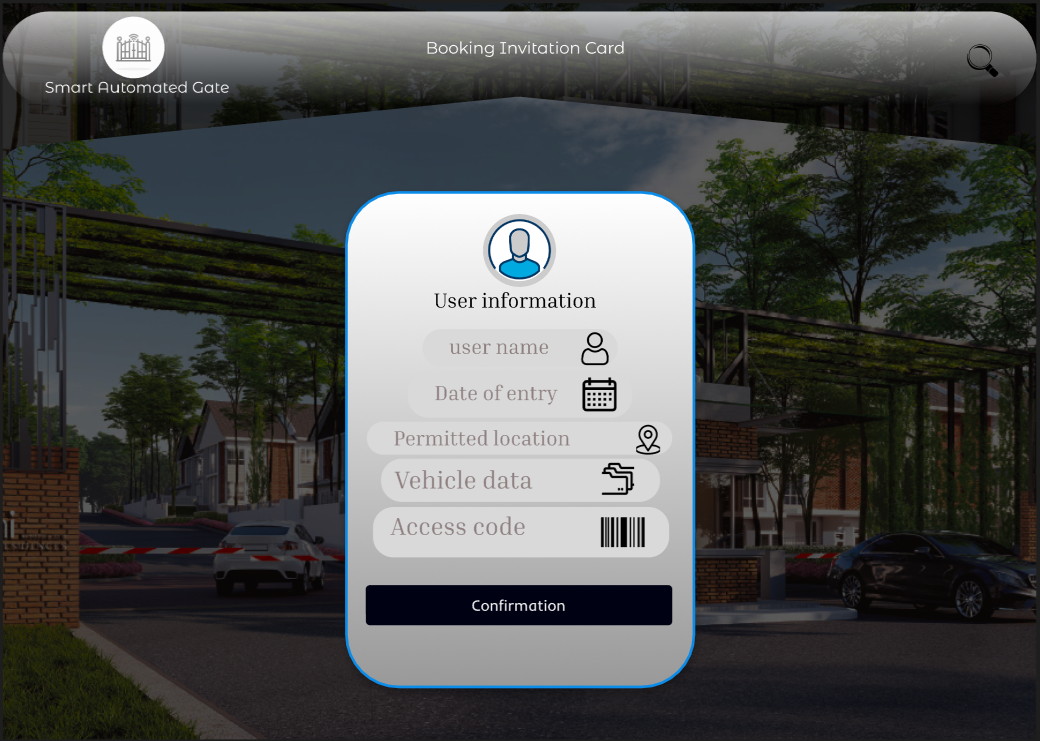 Booking Invitation Card
Smart Automated Gate
User information
user name
Date of entry
Permitted location
Vehicle data
Access code
Confirmation